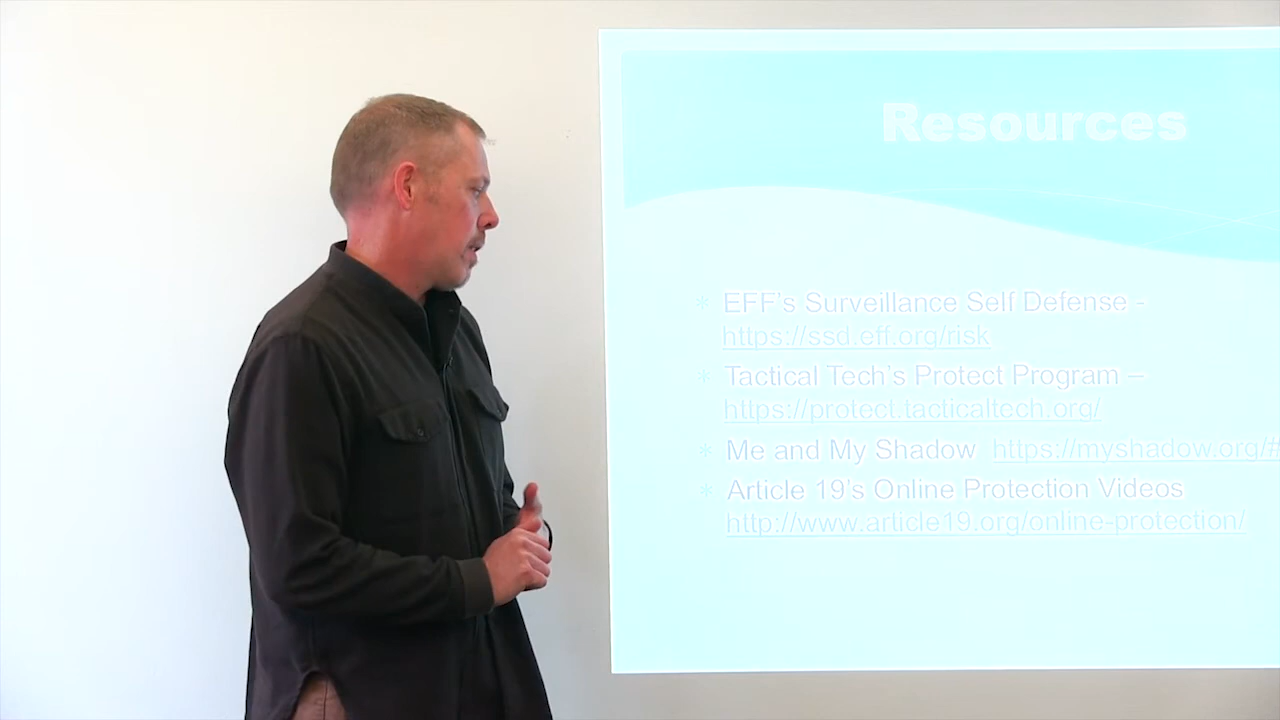 Resources
* EFF's Surveillance Self Defense -
https://ssd.eff.org/risk
* Tactical Tech's Protect Program –
https://protect.tacticaltech.org/
* Me and My Shadow https://myshadow.org/#
* Article 19's Online Protection Videos
http://www.article19.org/online-protection/